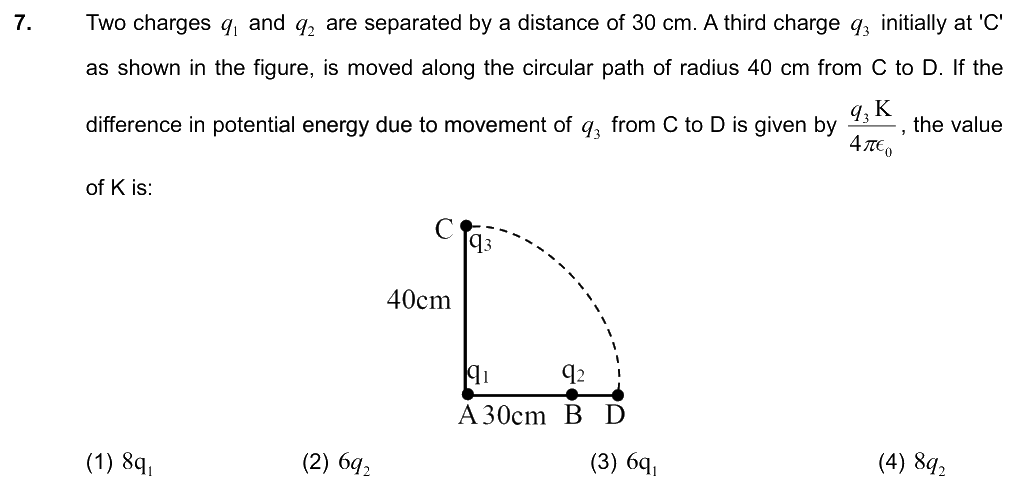 7. Two charges q₁ and q₂ are separated by a distance of 30 cm. A third charge q₃ initially at 'C'
as shown in the figure, is moved along the circular path of radius 40 cm from C to D. If the
difference in potential energy due to movement of q₃ from C to D is given by q₃K/4πϵ₀, the value
of K is:
C
q₃
40cm
q₁ q₂
A 30cm B D
(1) 8q₁ (2) 6q₂ (3) 6q₁ (4) 8q₂